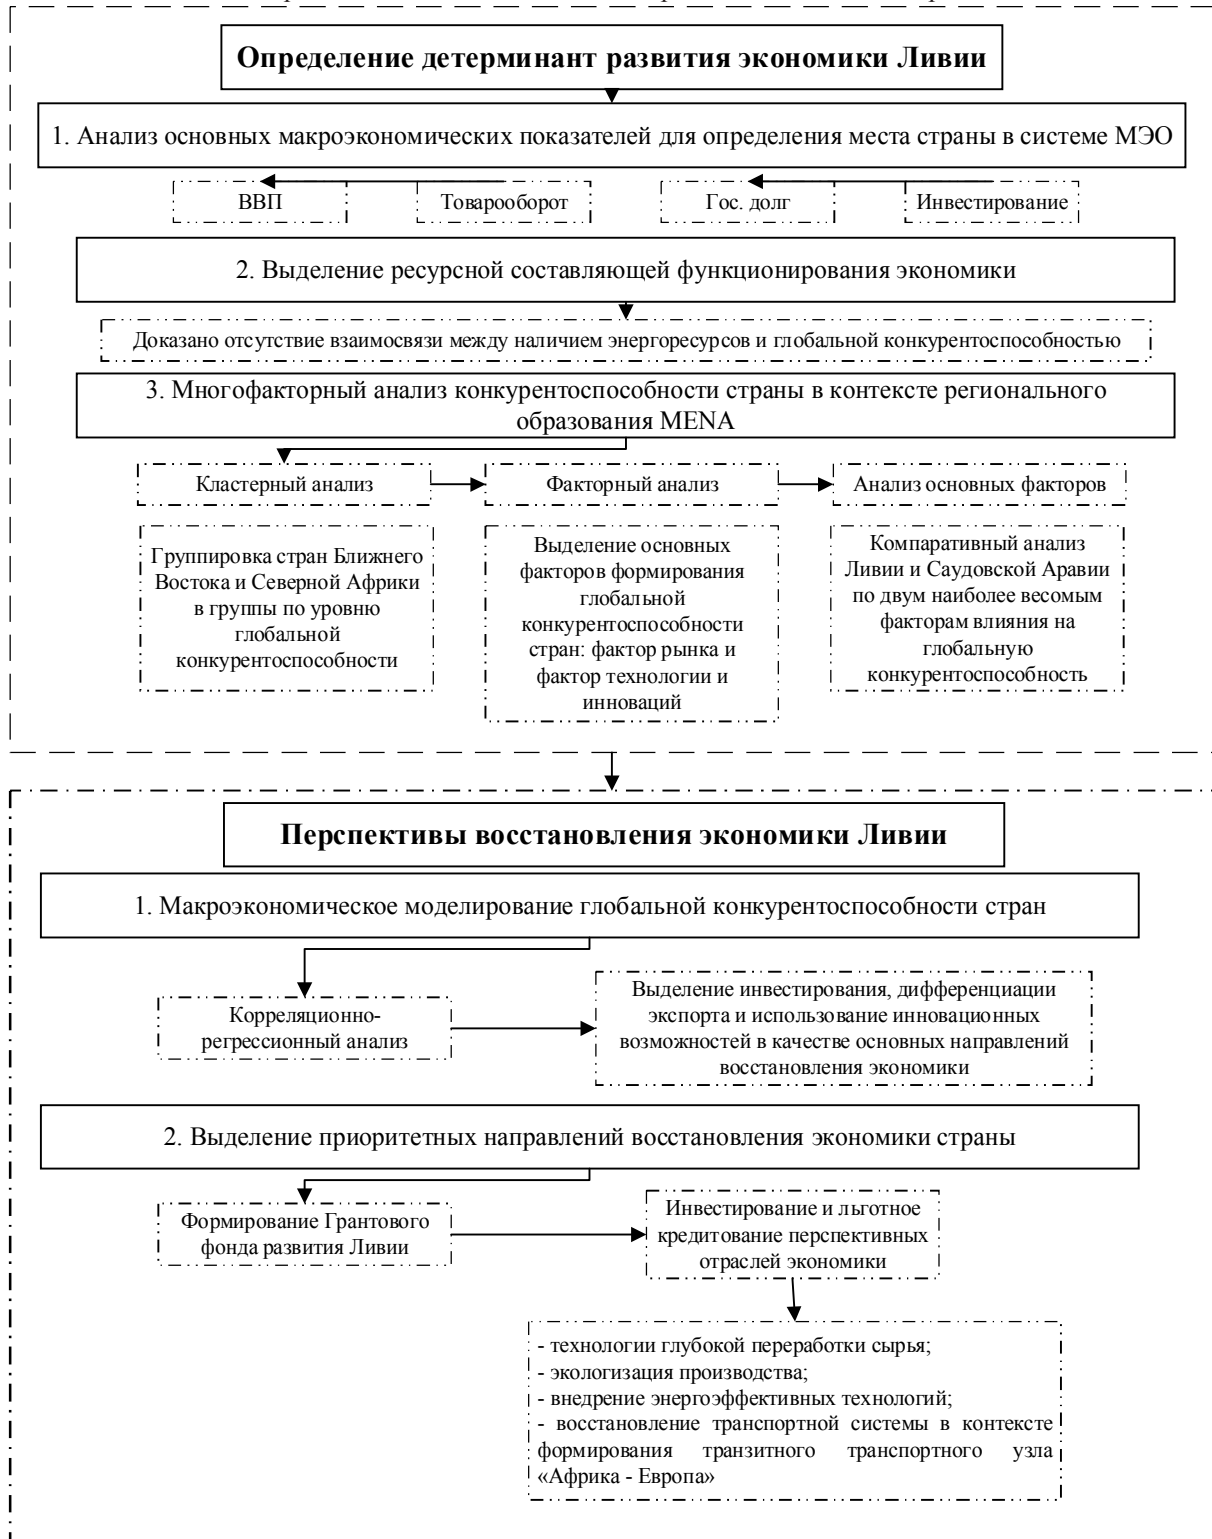 Определение детерминант развития экономики Ливии
1. Анализ основных макроэкономических показателей для определения места страны в системе МЭО
ВВП
Товарооборот
Гос. долг
Инвестирование
2. Выделение ресурсной составляющей функционирования экономики
Доказано отсутствие взаимосвязи между наличием энергоресурсов и глобальной конкурентоспособностью
3. Многофакторный анализ конкурентоспособности страны в контексте регионального
образования MENA
Кластерный анализ
Факторный анализ
Анализ основных факторов
Группировка стран Ближнего
Востока и Северной Африки
в группы по уровню
глобальной
конкурентоспособности
Выделение основных
факторов формирования
глобальной
конкурентоспособности
стран: фактор рынка и
фактор технологии и
инноваций
Компаративный анализ
Ливии и Саудовской Аравии
по двум наиболее весомым
факторам влияния на
глобальную
конкурентоспособность
Перспективы восстановления экономики Ливии
1. Макроэкономическое моделирование глобальной конкурентоспособности стран
Корреляционно-
регрессионный анализ
Выделение инвестирования, дифференциации
экспорта и использование инновационных
возможностей в качестве основных направлений
восстановления экономики
2. Выделение приоритетных направлений восстановления экономики страны
Формирование Грантового
фонда развития Ливии
Инвестирование и льготное
кредитование перспективных
отраслей экономики
- технологии глубокой переработки сырья;
- экологизация производства;
- внедрение энергоэффективных технологий;
- восстановление транспортной системы в контексте
формирования транзитного транспортного узла
«Африка - Европа»